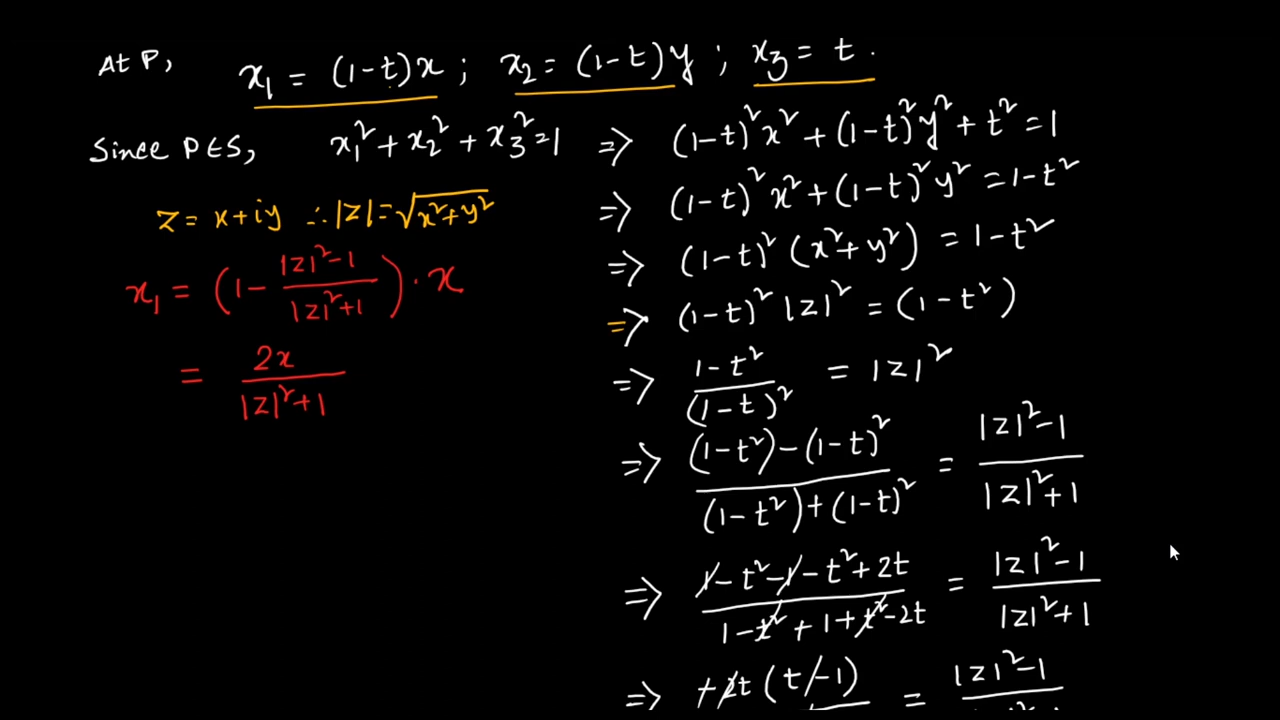 At P, x₁ = (1-t)x ; x₂ = (1-t)y ; x₃ = t.
Since P∈S, x₁² + x₂² + x₃² = 1 => (1-t)²x² + (1-t)²y² + t² = 1
=> (1-t)²x² + (1-t)²y² = 1-t²
z = x+iy ∴ |z| = √(x²+y²)
=> (1-t)²(x²+y²) = 1-t²
x₁ = (1 - (|z|²-1)/(|z|²+1)) · x
=> (1-t)²|z|² = (1-t²)
= 2x/(|z|²+1)
=> (1-t²)/(1-t)² = |z|²
=> ((1-t²)-(1-t)²)/((1-t²)+(1-t)²) = (|z|²-1)/(|z|²+1)
=> (1-t²-1-t²+2t)/(1-t²+1+t²-2t) = (|z|²-1)/(|z|²+1)
=> +2t(t-1) = |z|²-1